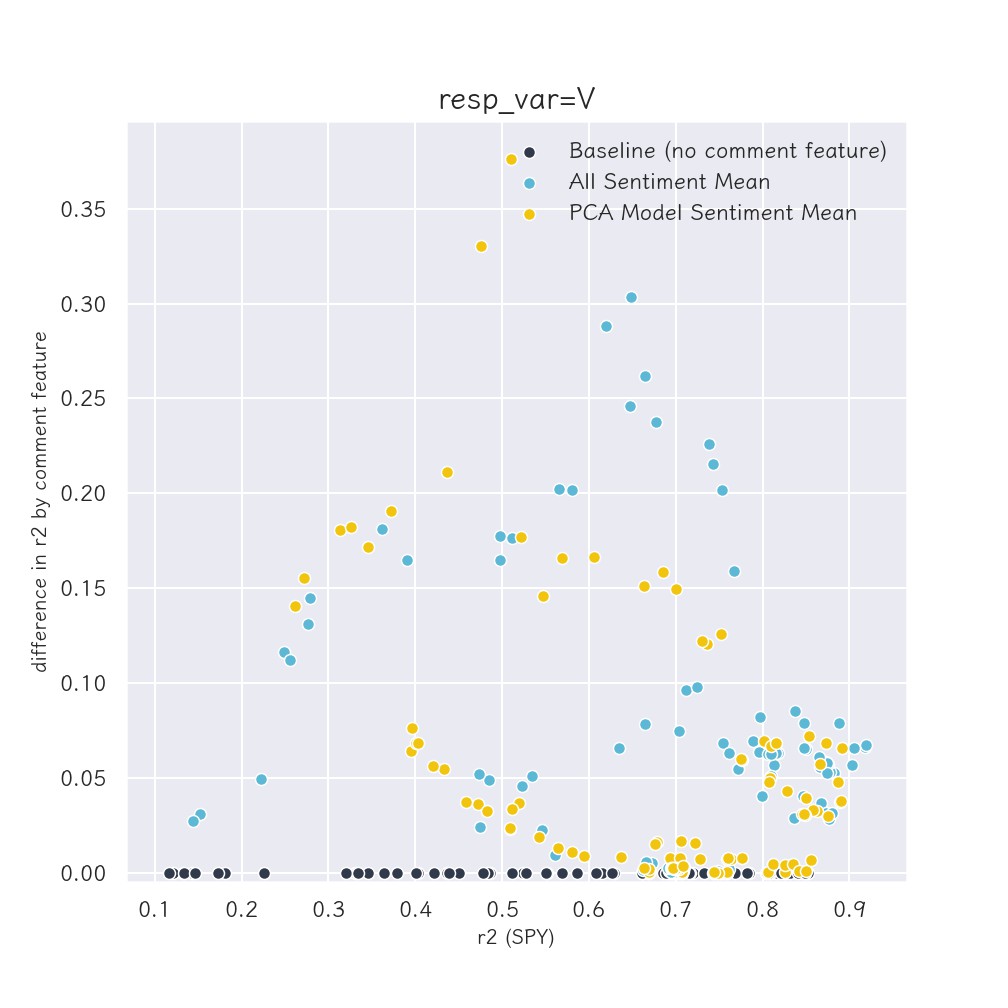 resp_var=V
Baseline (no comment feature)
All Sentiment Mean
PCA Model Sentiment Mean
difference in r2 by comment feature
0.35
0.30
0.25
0.20
0.15
0.10
0.05
0.00
0.1 0.2 0.3 0.4 0.5 0.6 0.7 0.8 0.9
r2 (SPY)